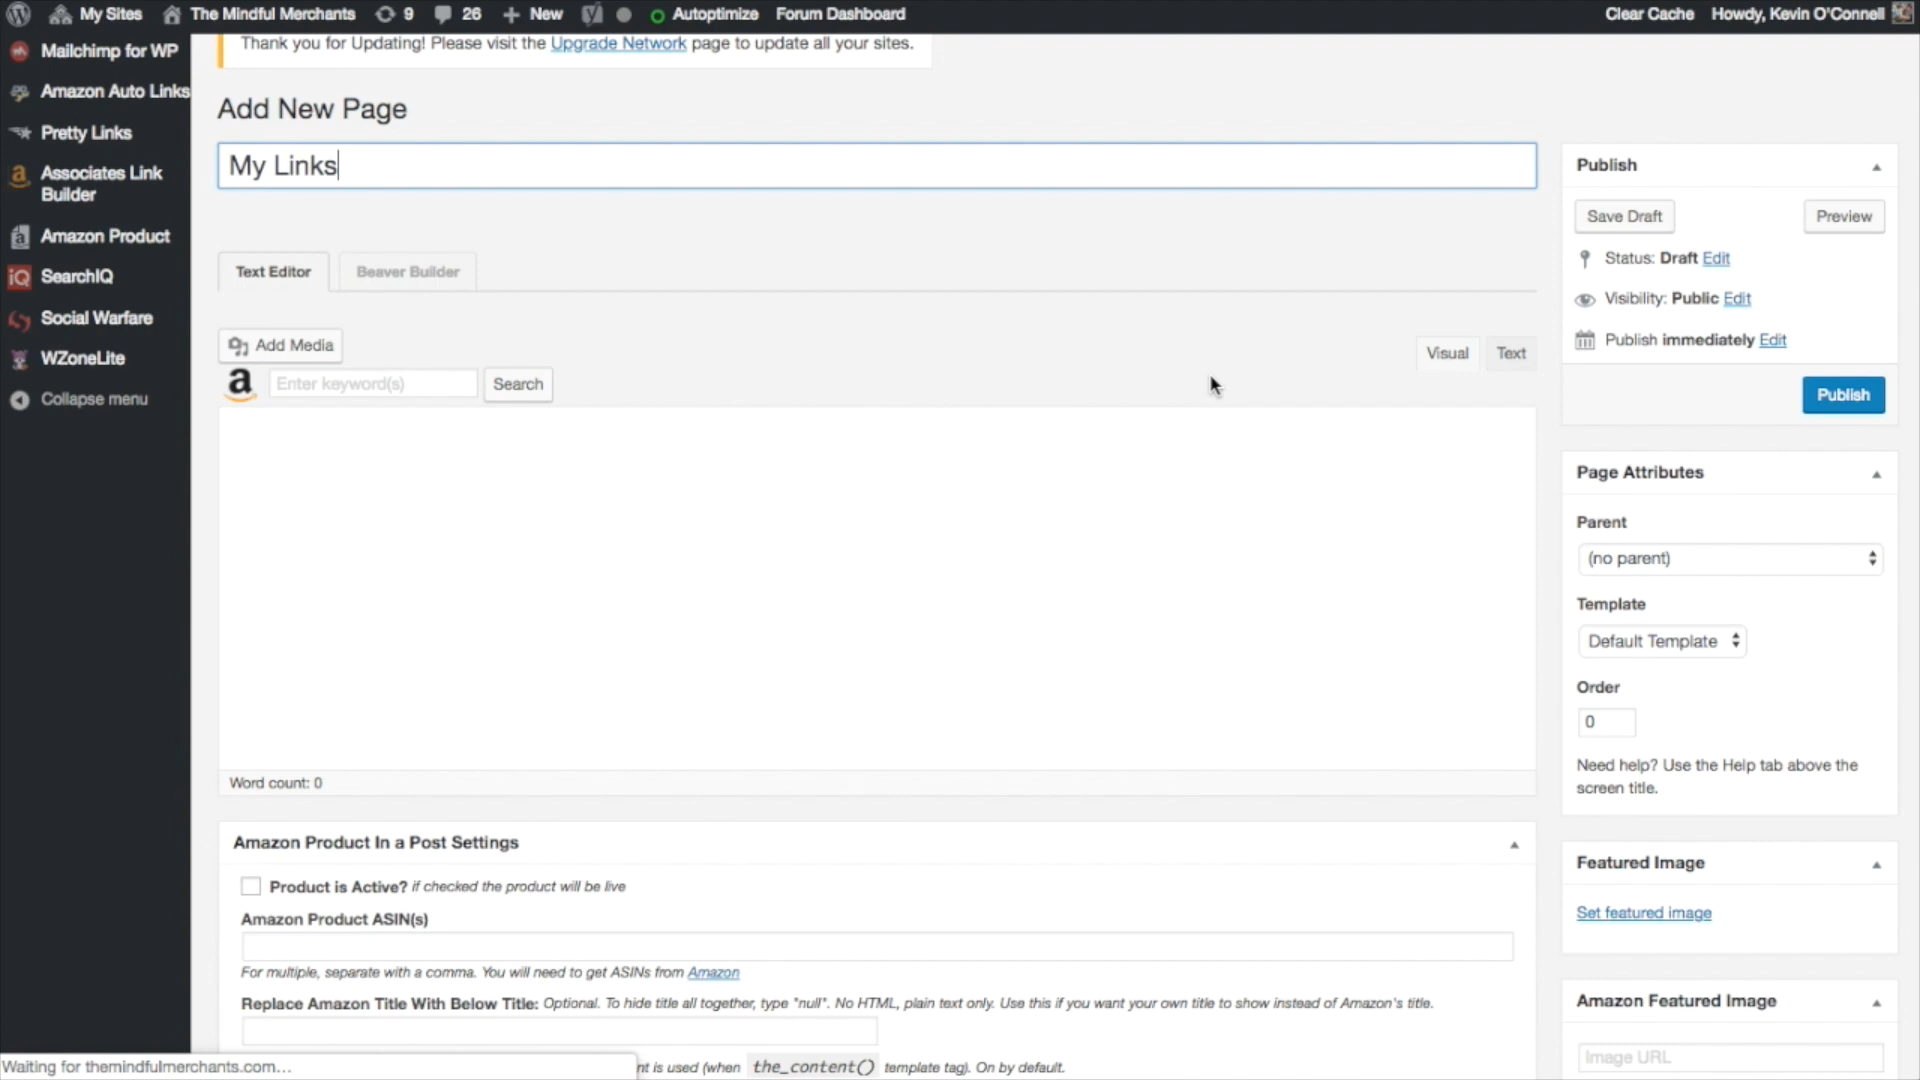 My Sites The Mindful Merchants 9 26 New Autoptimize Forum Dashboard Clear Cache Howdy, Kevin O'Connell
Mailchimp for WP
Amazon Auto Links
Pretty Links
Associates Link
Builder
Amazon Product
SearchIQ
Social Warfare
WZoneLite
Collapse menu
Thank you for Updating! Please visit the Upgrade Network page to update all your sites.
Add New Page
My Links
Text Editor Beaver Builder
Add Media
Visual Text
a Enter keyword(s) Search
Word count: 0
Amazon Product In a Post Settings
Product is Active? if checked the product will be live
Amazon Product ASIN(s)
For multiple, separate with a comma. You will need to get ASINs from Amazon
Replace Amazon Title With Below Title: Optional. To hide title all together, type "null". No HTML, plain text only. Use this if you want your own title to show instead of Amazon's title.
nt is used (when the_content() template tag). On by default.
Waiting for themindfulmerchants.com...
Publish
Save Draft Preview
Status: Draft Edit
Visibility: Public Edit
Publish immediately Edit
Publish
Page Attributes
Parent
(no parent)
Template
Default Template
Order
0
Need help? Use the Help tab above the
screen title.
Featured Image
Set featured image
Amazon Featured Image
Image URL